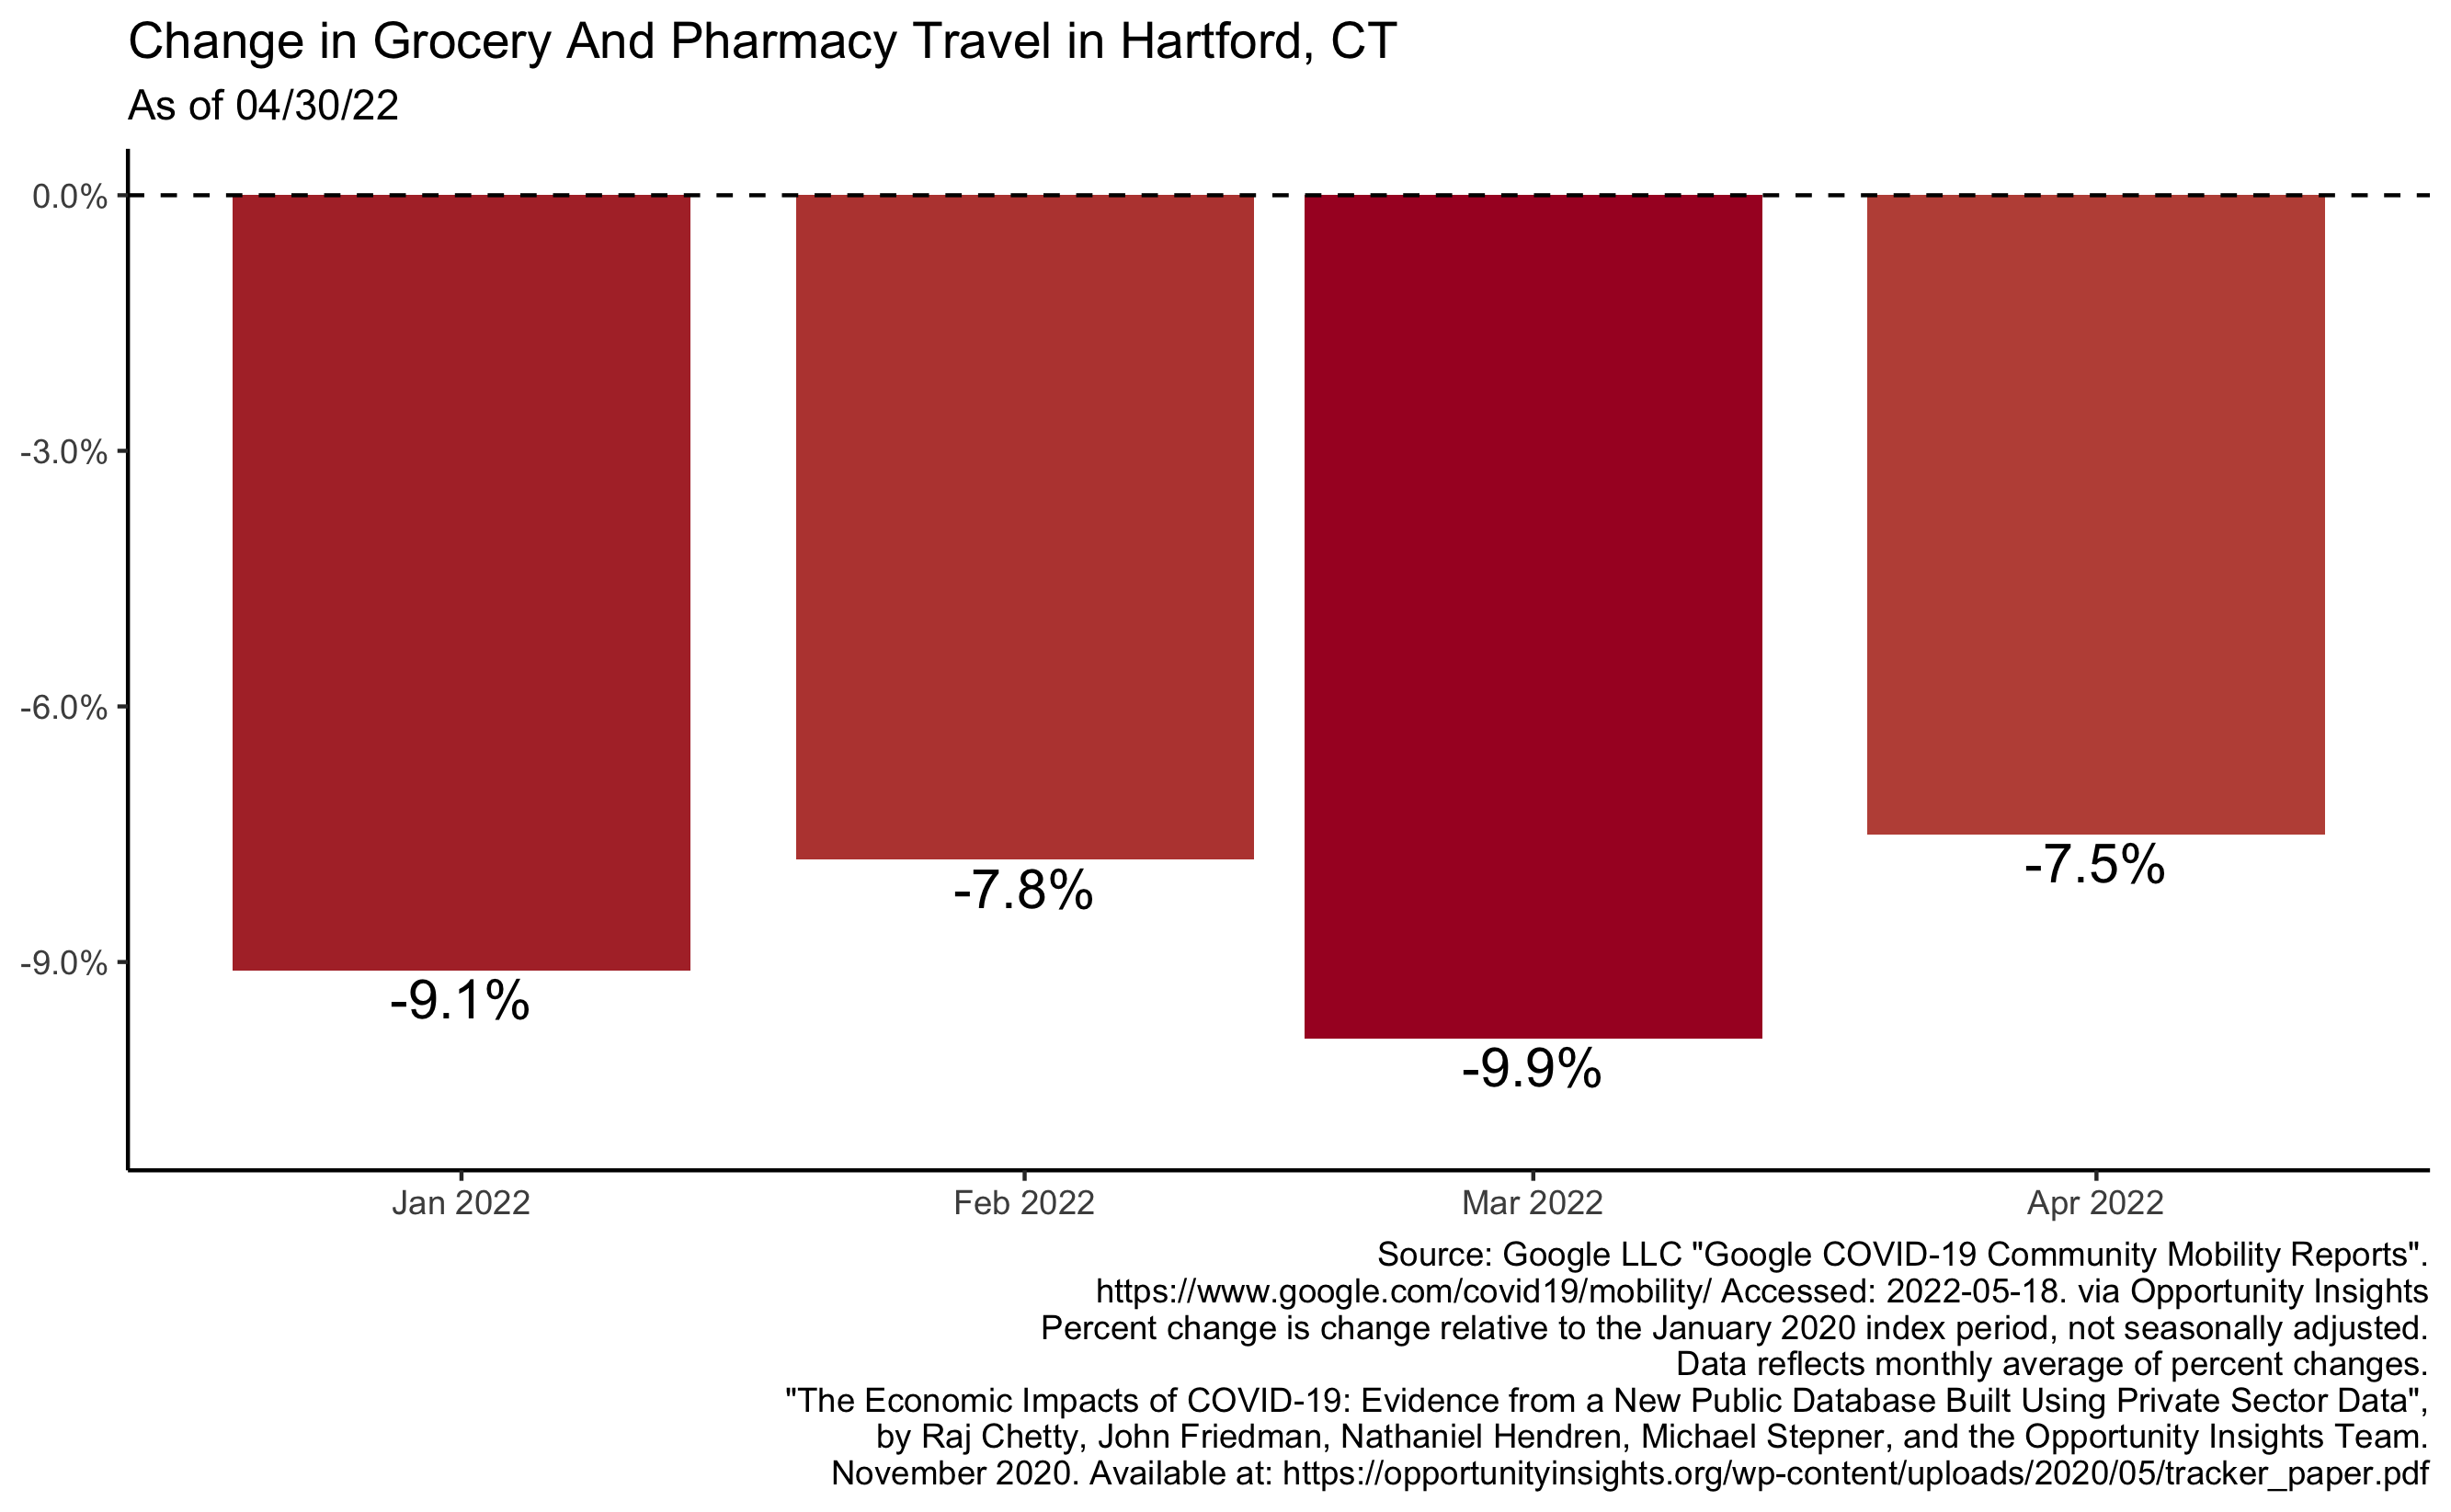 Change in Grocery And Pharmacy Travel in Hartford, CT
As of 04/30/22
0.0%
-3.0%
-6.0%
-9.0%
-9.1%
-7.8%
-9.9%
-7.5%
Jan 2022
Feb 2022
Mar 2022
Apr 2022
Source: Google LLC "Google COVID-19 Community Mobility Reports".
https://www.google.com/covid19/mobility/ Accessed: 2022-05-18. via Opportunity Insights
Percent change is change relative to the January 2020 index period, not seasonally adjusted.
Data reflects monthly average of percent changes.
"The Economic Impacts of COVID-19: Evidence from a New Public Database Built Using Private Sector Data",
by Raj Chetty, John Friedman, Nathaniel Hendren, Michael Stepner, and the Opportunity Insights Team.
November 2020. Available at: https://opportunityinsights.org/wp-content/uploads/2020/05/tracker_paper.pdf